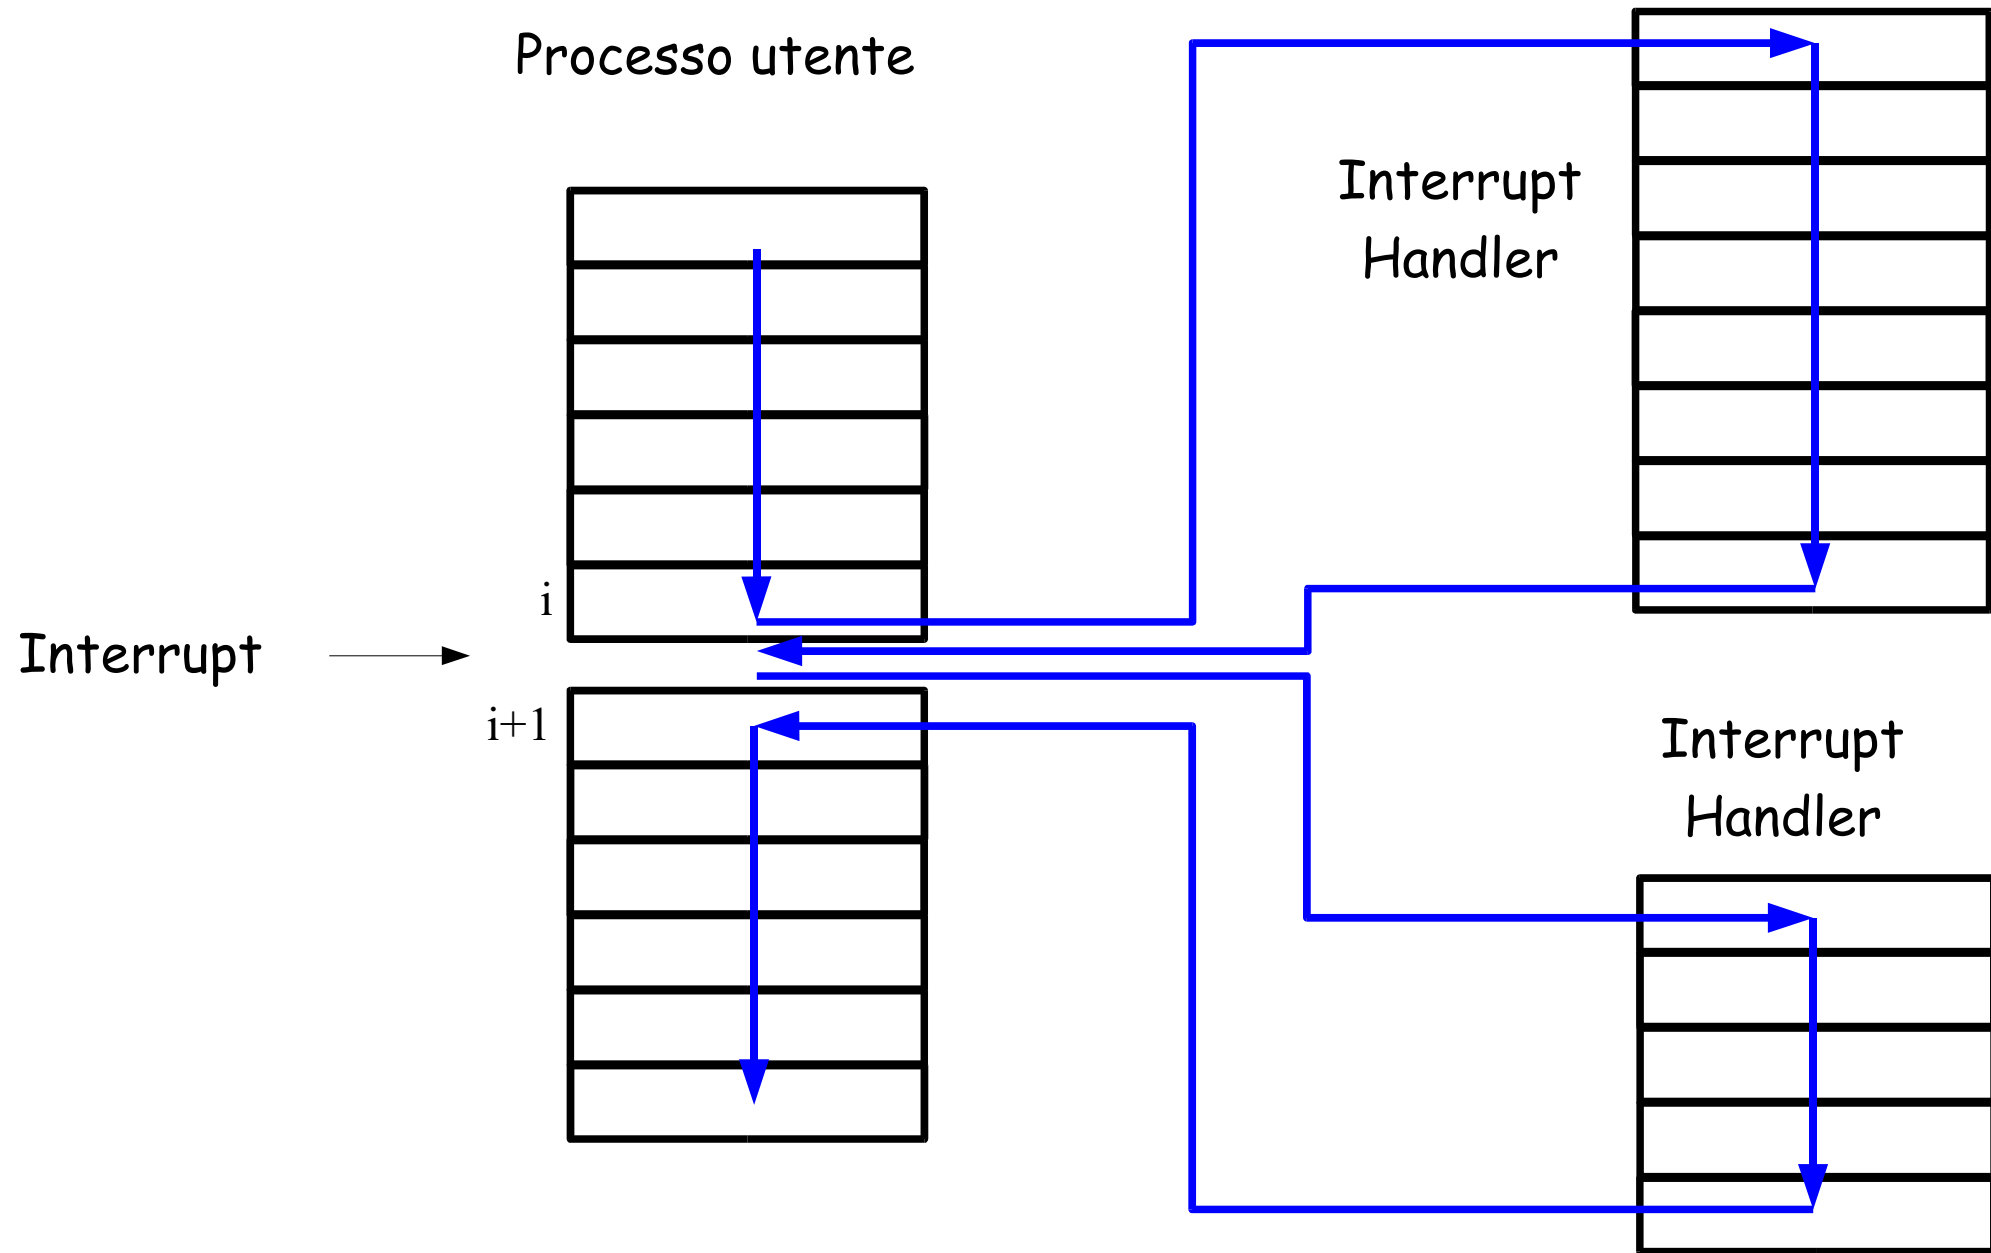 Processo utente
Interrupt
Handler
i
Interrupt
i+1
Interrupt
Handler